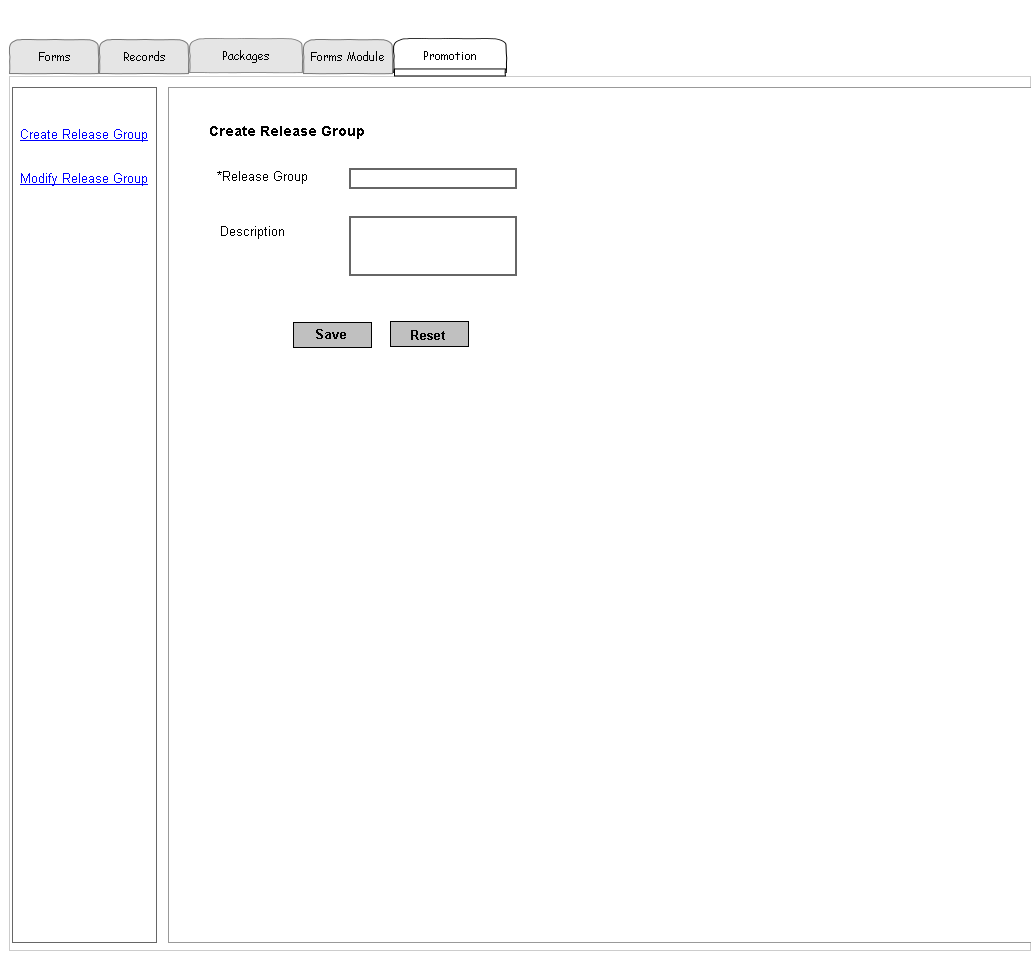 Forms Records Packages Forms Module Promotion
Create Release Group
Modify Release Group
Create Release Group
*Release Group
Description
Save Reset